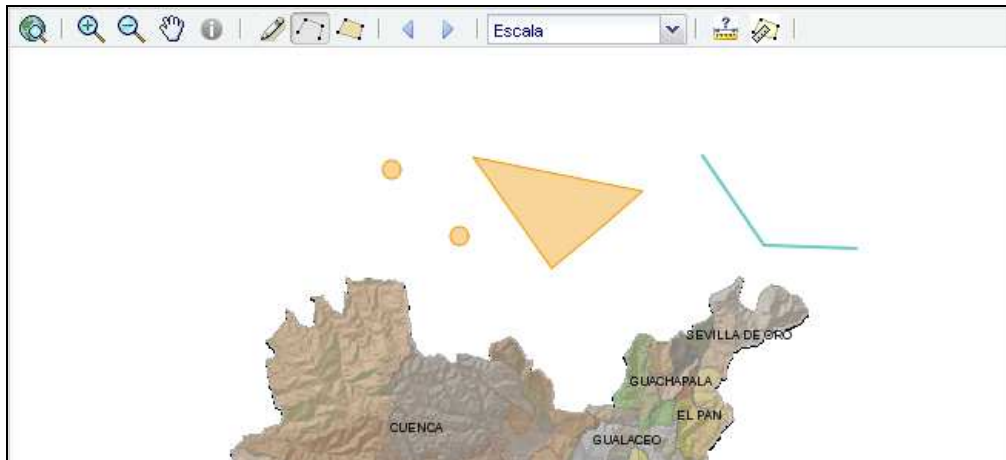 Escala
?
SEVILLA DE ORO
GUACHAPALA
EL PAN
CUENCA
GUALACEO